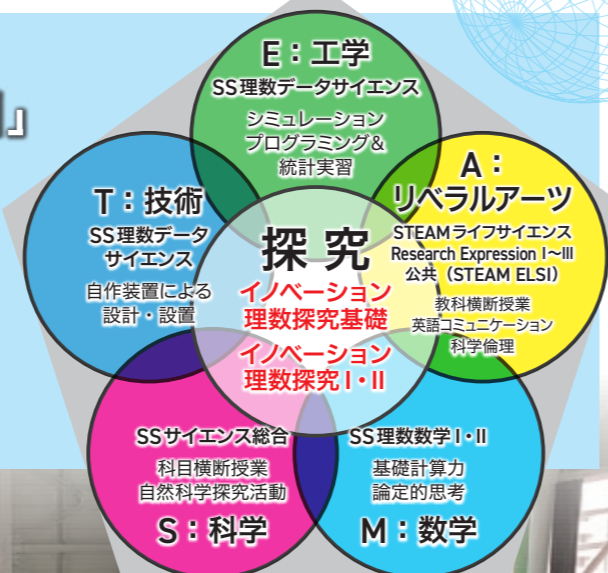 」
E：工学
SS理数データサイエンス
シミュレーション
プログラミング＆
統計実習
T：技術
SS理数データ
サイエンス
自作装置による
設計・設置
A：
リベラルアーツ
STEAMライフサイエンス
Research Expression I〜III
公共（STEAM ELSI）
教科横断授業
英語コミュニケーション
科学倫理
探究
イノベーション
理数探究基礎
イノベーション
理数探究I・II
SSサイエンス総合
科目横断授業
自然科学探究活動
S：科学
SS理数数学I・II
基礎計算力
論定的思考
M：数学